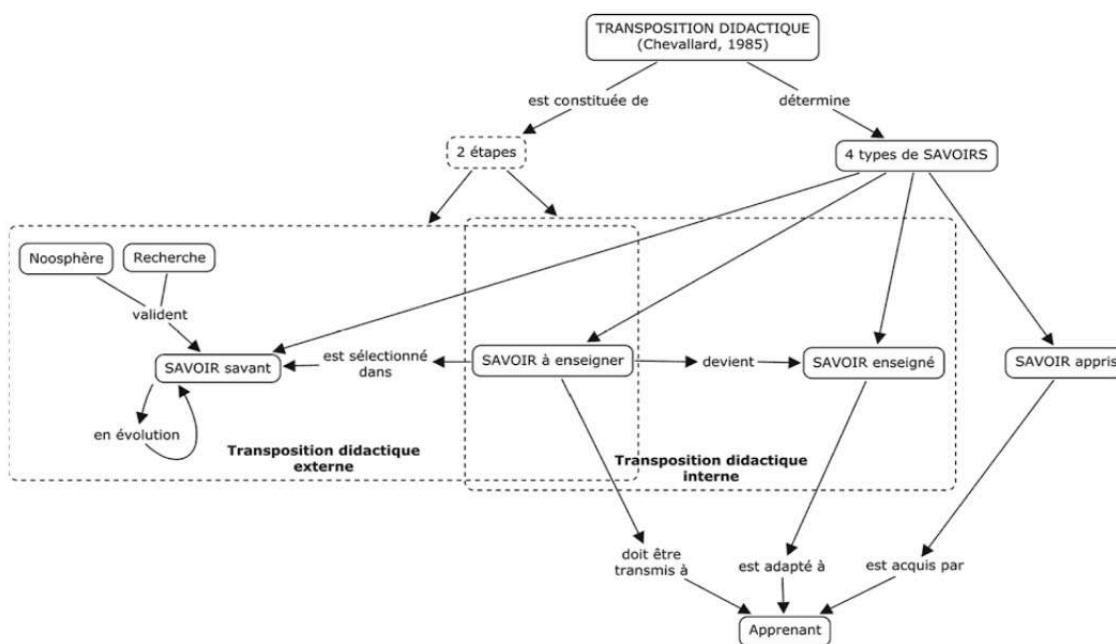 TRANSPOSITION DIDACTIQUE
(Chevallard, 1985)
est constituée de
détermine
2 étapes
4 types de SAVOIRS
Noosphère
Recherche
valident
SAVOIR savant
est sélectionné
dans
SAVOIR à enseigner
devient
SAVOIR enseigné
SAVOIR appris
en évolution
Transposition didactique
externe
Transposition didactique
interne
doit être
transmis à
est adapté à
est acquis par
Apprenant